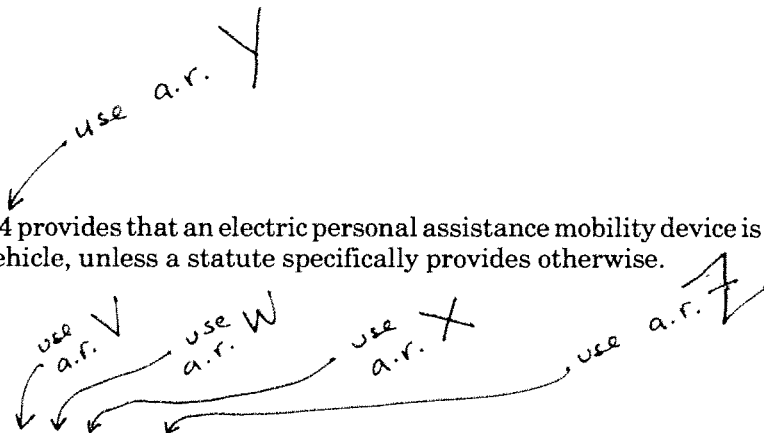 use a.r. Y
4 provides that an electric personal assistance mobility device is
ehicle, unless a statute specifically provides otherwise.
use a.r. V
use a.r. W
use a.r. X
use a.r. Z